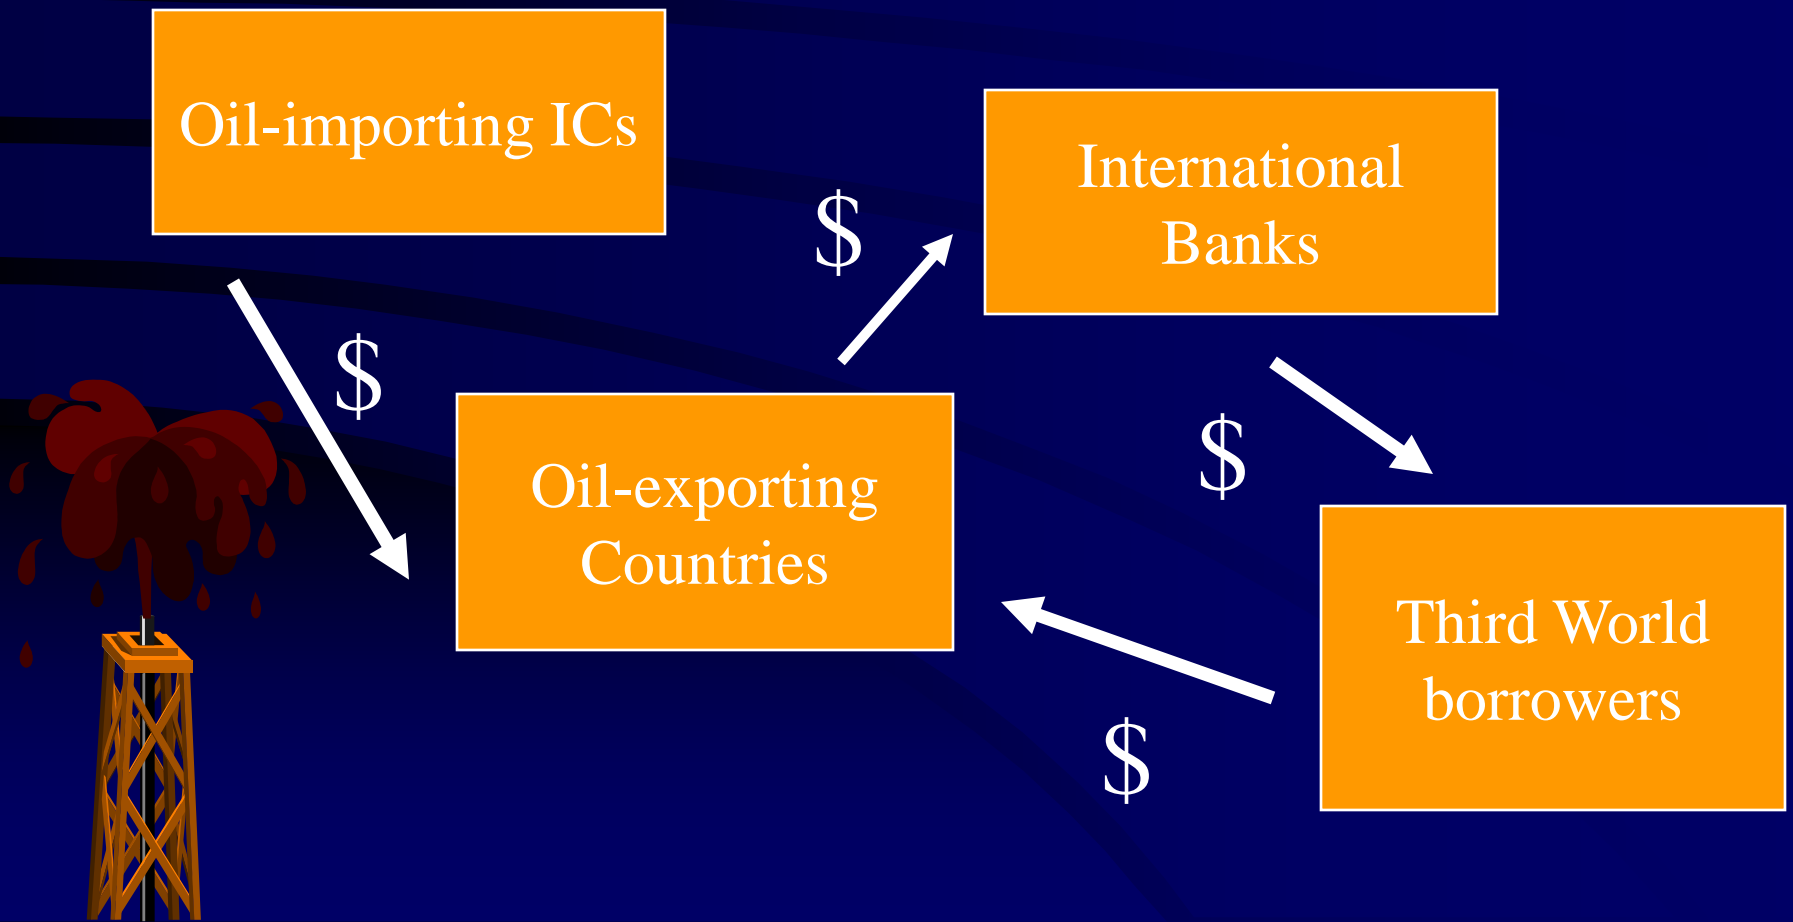 Oil-importing ICs
International
Banks
$
$
Oil-exporting
Countries
$
Third World
borrowers
$